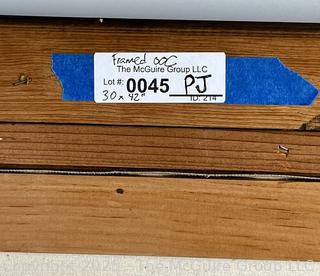 Framed OOC
The McGuire Group LLC
Lot #: 0045 PJ
30 x 42" ID: 214